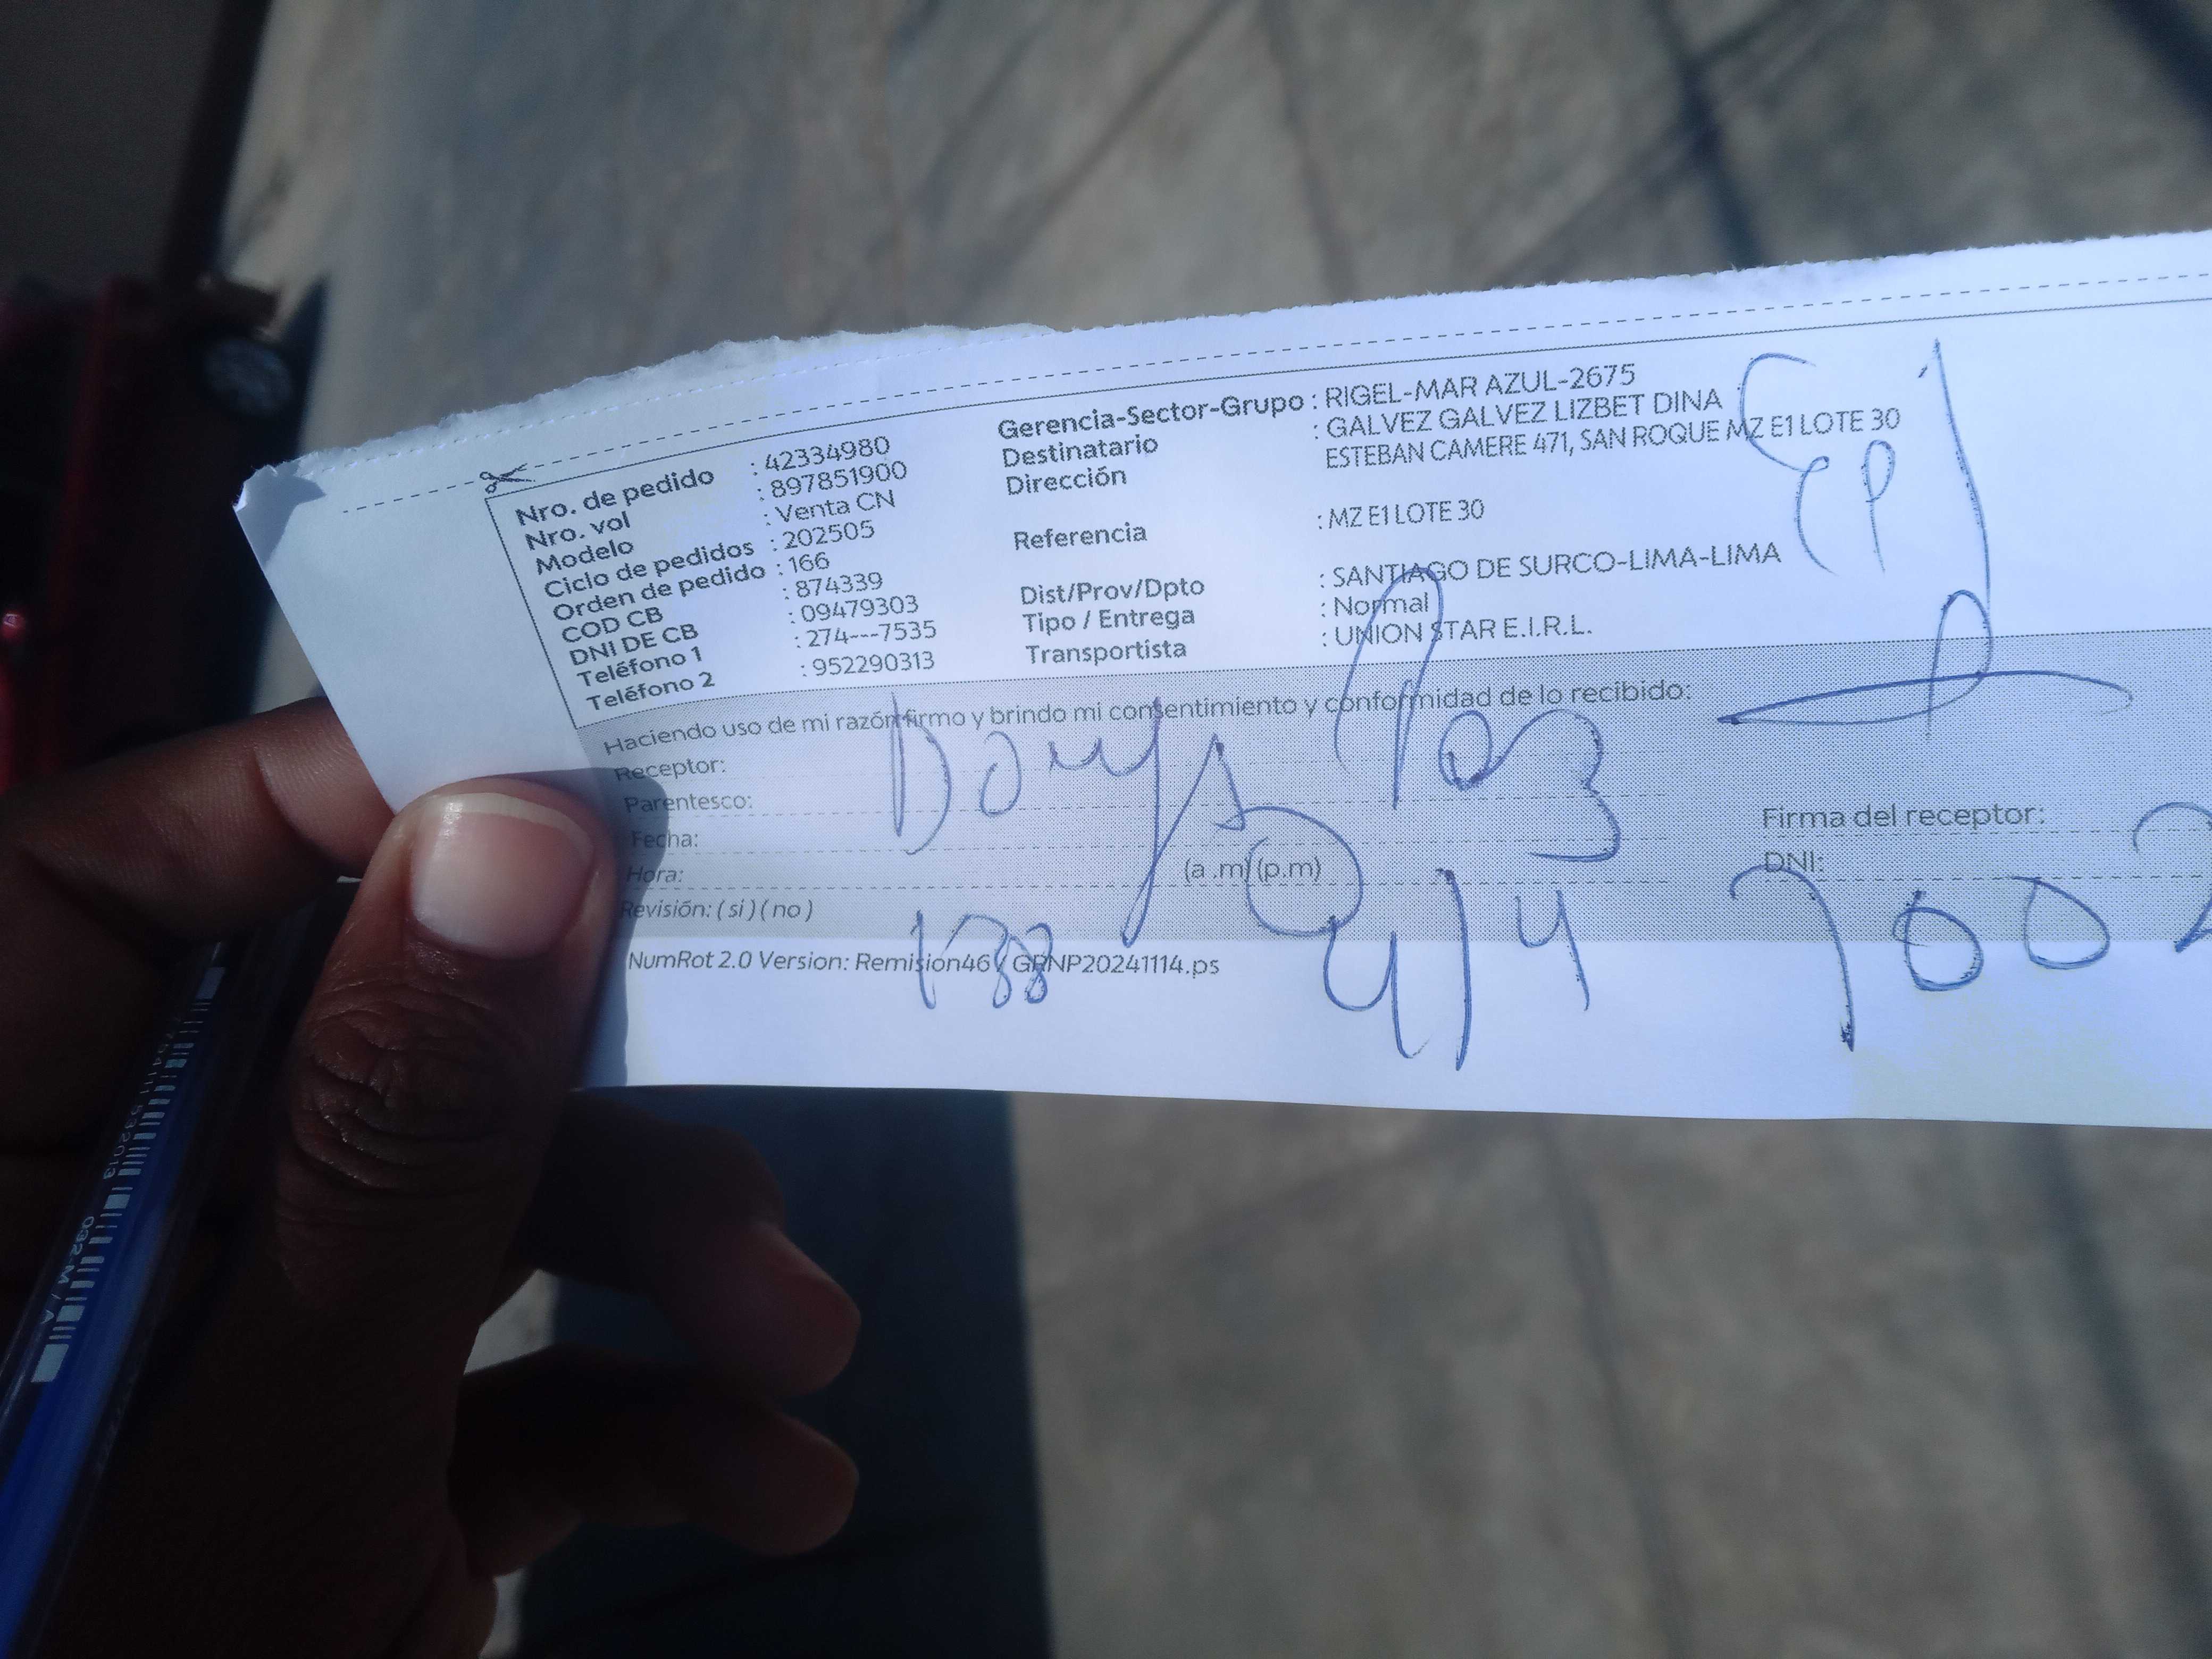 Nro. de pedido : 42334980
Nro. vol : 897851900
Modelo : Venta CN
Ciclo de pedidos : 202505
Orden de pedido : 166
COD CB : 874339
DNI DE CB : 09479303
Teléfono 1 : 274---7535
Teléfono 2 : 952290313
Gerencia-Sector-Grupo : RIGEL-MAR AZUL-2675
Destinatario : GALVEZ GALVEZ LIZBET DINA
Dirección ESTEBAN CAMERE 471, SAN ROQUE MZ E1 LOTE 30
Referencia : MZ E1 LOTE 30
Dist/Prov/Dpto : SANTIAGO DE SURCO-LIMA-LIMA
Tipo / Entrega : Normal
Transportista : UNION STAR E.I.R.L.
Haciendo uso de mi razón firmo y brindo mi consentimiento y conformidad de lo recibido:
Receptor:
Parentesco:
Fecha:
Hora: (a .m) (p.m)
Revisión: ( si ) ( no )
Paz
4/4
Firma del receptor:
DNI:
7002
NumRot 2.0 Version: Remision46 / GRNP20241114.ps